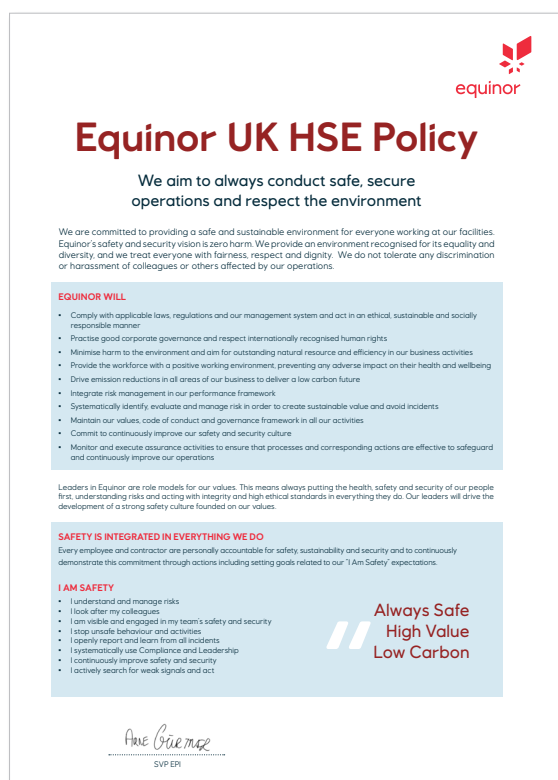 equinor
Equinor UK HSE Policy
We aim to always conduct safe, secure
operations and respect the environment
We are committed to providing a safe and sustainable environment for everyone working at our facilities.
Equinor's safety and security vision is zero harm. We provide an environment recognised for its equality and
diversity, and we treat everyone with fairness, respect and dignity. We do not tolerate any discrimination
or harassment of colleagues or others affected by our operations.
EQUINOR WILL
• Comply with applicable laws, regulations and our management system and act in an ethical, sustainable and socially
responsible manner
• Practise good corporate governance and respect internationally recognised human rights
• Minimise harm to the environment and aim for outstanding natural resource and efficiency in our business activities
• Provide the workforce with a positive working environment, preventing any adverse impact on their health and wellbeing
• Drive emission reductions in all areas of our business to deliver a low carbon future
• Integrate risk management in our performance framework
• Systematically identify, evaluate and manage risk in order to create sustainable value and avoid incidents
• Maintain our values, code of conduct and governance framework in all our activities
• Commit to continuously improve our safety and security culture
• Monitor and execute assurance activities to ensure that processes and corresponding actions are effective to safeguard
and continuously improve our operations
Leaders in Equinor are role models for our values. This means always putting the health, safety and security of our people
first, understanding risks and acting with integrity and high ethical standards in everything they do. Our leaders will drive the
development of a strong safety culture founded on our values.
SAFETY IS INTEGRATED IN EVERYTHING WE DO
Every employee and contractor are personally accountable for safety, sustainability and security and to continuously
demonstrate this commitment through actions including setting goals related to our "I Am Safety" expectations.
I AM SAFETY
• I understand and manage risks
• I look after my colleagues
• I am visible and engaged in my team's safety and security
• I stop unsafe behaviour and activities
• I openly report and learn from all incidents
• I systematically use Compliance and Leadership
• I continuously improve safety and security
• I actively search for weak signals and act
Always Safe
High Value
Low Carbon
ARNE Gürtner
SVP EPI